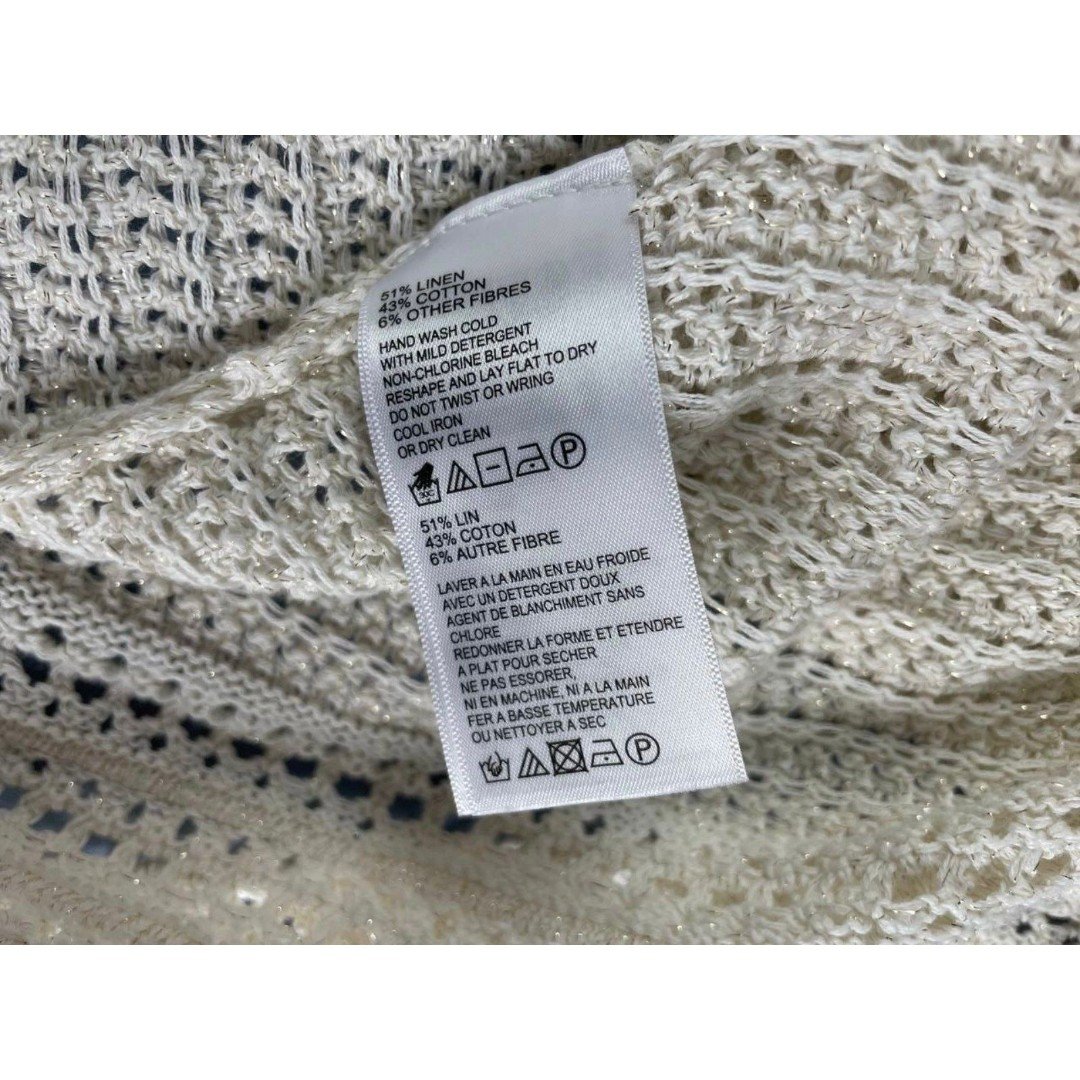 51% LINEN
43% COTTON
6% OTHER FIBRES
HAND WASH COLD
WITH MILD DETERGENT
NON-CHLORINE BLEACH
RESHAPE AND LAY FLAT TO DRY
DO NOT TWIST OR WRING
COOL IRON
OR DRY CLEAN
P
51% LIN
43% COTON
6% AUTRE FIBRE
LAVER A LA MAIN EN EAU FROIDE
AVEC UN DETERGENT DOUX
AGENT DE BLANCHIMENT SANS
CHLORE
REDONNER LA FORME ET ETENDRE
A PLAT POUR SECHER
NE PAS ESSORER,
NI EN MACHINE, NI A LA MAIN
FER A BASSE TEMPERATURE
OU NETTOYER A SEC
P